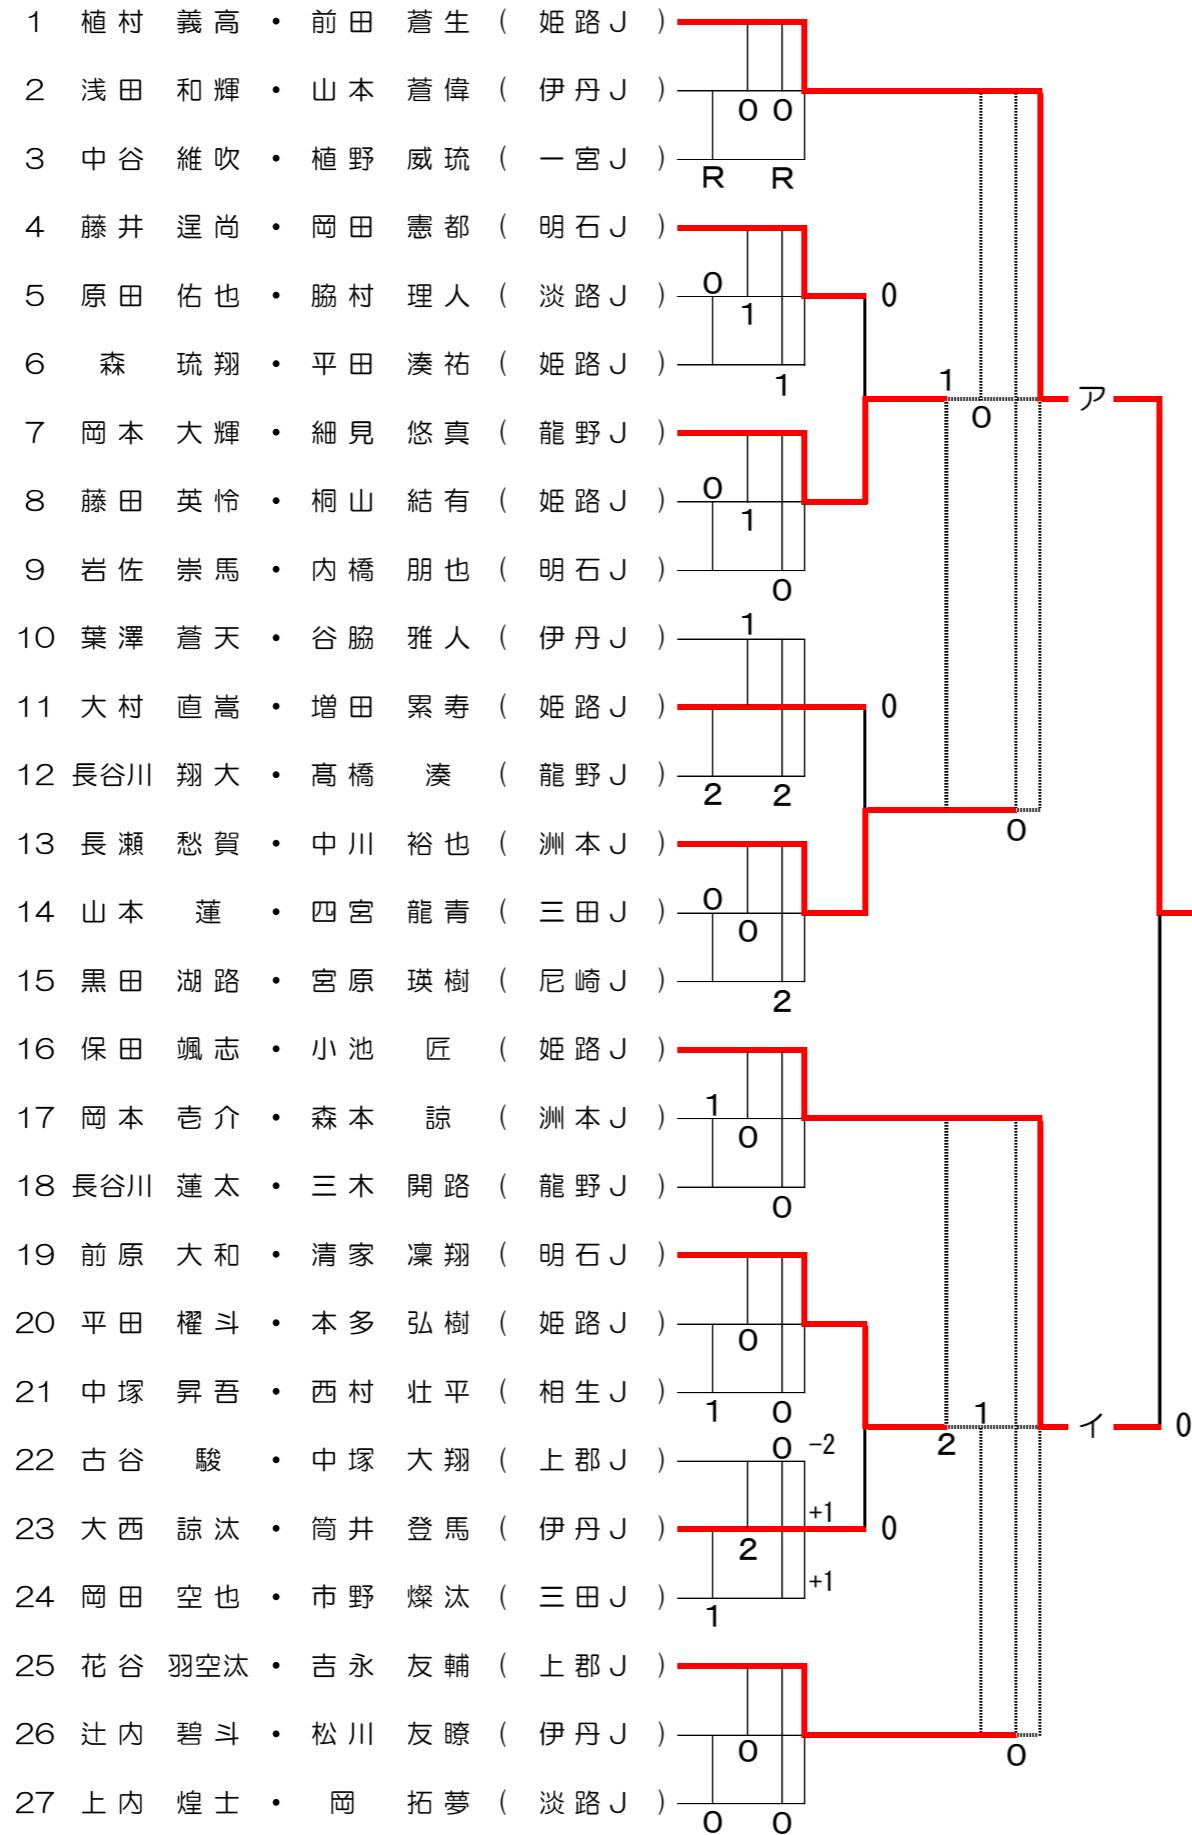 1 植村 義高 ・ 前田 蒼生 ( 姫路J )
2 浅田 和輝 ・ 山本 蒼偉 ( 伊丹J ) 0 0
3 中谷 維吹 ・ 植野 威琉 ( 一宮J ) R R
4 藤井 逞尚 ・ 岡田 憲都 ( 明石J )
5 原田 佑也 ・ 脇村 理人 ( 淡路J ) 0 1 0
6 森 琉翔 ・ 平田 湊祐 ( 姫路J ) 1
1 0 ア
7 岡本 大輝 ・ 細見 悠真 ( 龍野J )
8 藤田 英怜 ・ 桐山 結有 ( 姫路J ) 0 1
9 岩佐 崇馬 ・ 内橋 朋也 ( 明石J ) 0
10 葉澤 蒼天 ・ 谷脇 雅人 ( 伊丹J ) 1
11 大村 直嵩 ・ 増田 累寿 ( 姫路J ) 0
12 長谷川 翔大 ・ 髙橋 湊 ( 龍野J ) 2 2
0
13 長瀬 愁賀 ・ 中川 裕也 ( 洲本J )
14 山本 蓮 ・ 四宮 龍青 ( 三田J ) 0 0
15 黒田 湖路 ・ 宮原 瑛樹 ( 尼崎J ) 2
16 保田 颯志 ・ 小池 匠 ( 姫路J )
17 岡本 壱介 ・ 森本 諒 ( 洲本J ) 1 0
18 長谷川 蓮太 ・ 三木 開路 ( 龍野J ) 0
19 前原 大和 ・ 清家 凜翔 ( 明石J )
20 平田 櫂斗 ・ 本多 弘樹 ( 姫路J ) 0
21 中塚 昇吾 ・ 西村 壮平 ( 相生J ) 1 0
2 1 イ 0
22 古谷 駿 ・ 中塚 大翔 ( 上郡J ) 0 -2
23 大西 諒汰 ・ 筒井 登馬 ( 伊丹J ) 2 +1 0
24 岡田 空也 ・ 市野 燦汰 ( 三田J ) 1 +1
25 花谷 羽空汰 ・ 吉永 友輔 ( 上郡J )
26 辻内 碧斗 ・ 松川 友瞭 ( 伊丹J ) 0 0
27 上内 煌士 ・ 岡 拓夢 ( 淡路J ) 0 0